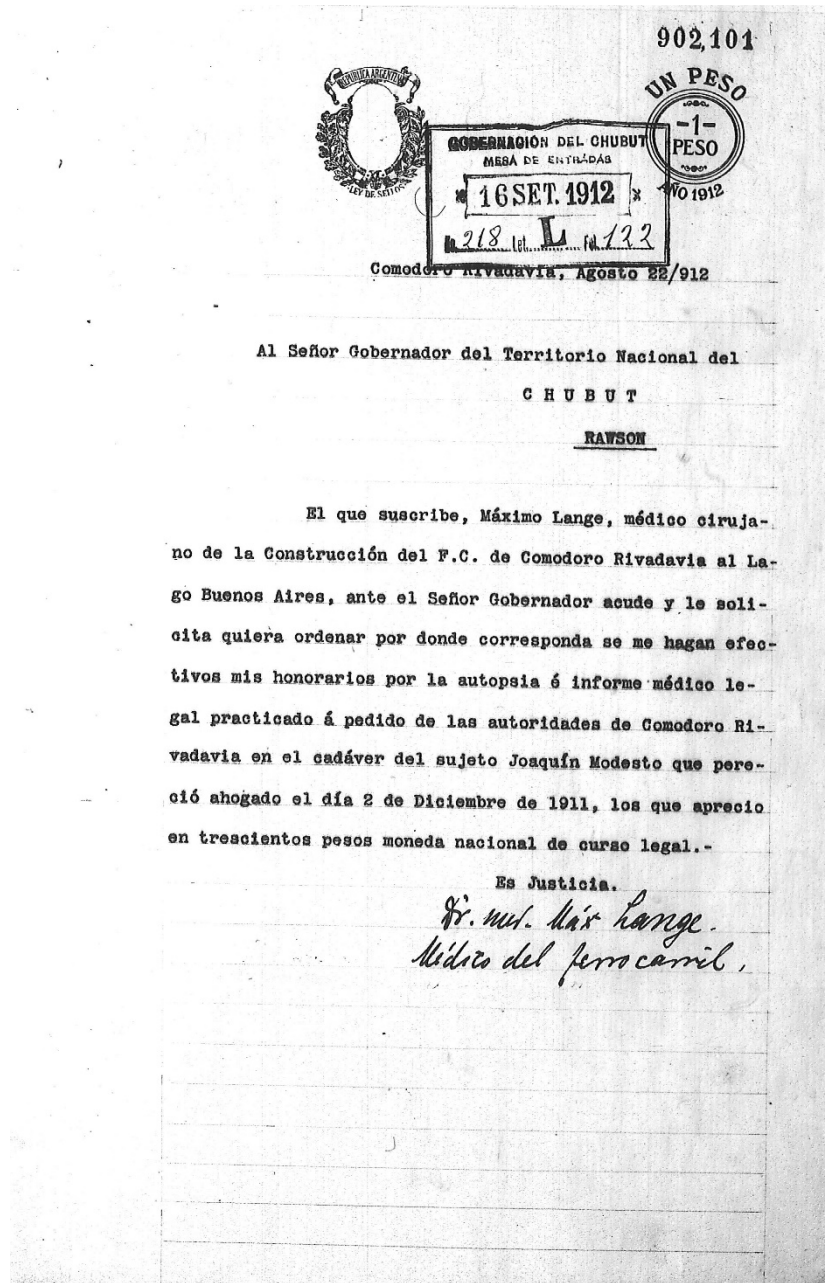 902,101
REPUBLICA ARGENTINA
LEY DE SELLOS
UN PESO
-1-
PESO
AÑO 1912
GOBERNACIÓN DEL CHUBUT
MESA DE ENTRADAS
* 16 SET. 1912 *
No. 218 Let. L Fol. 122
Comodoro Rivadavia, Agosto 22/912
Al Señor Gobernador del Territorio Nacional del
C H U B U T
RAWSON
El que suscribe, Máximo Lange, médico ciruja-
no de la Construcción del F.C. de Comodoro Rivadavia al La-
go Buenos Aires, ante el Señor Gobernador acude y le soli-
cita quiera ordenar por donde corresponda se me hagan efec-
tivos mis honorarios por la autopsia é informe médico le-
gal practicado á pedido de las autoridades de Comodoro Ri-
vadavia en el cadáver del sujeto Joaquín Modesto que pere-
ció ahogado el día 2 de Diciembre de 1911, los que aprecio
en trescientos pesos moneda nacional de curso legal.-
Es Justicia.
Dr. med. Máx Lange.
Médico del ferrocarril.